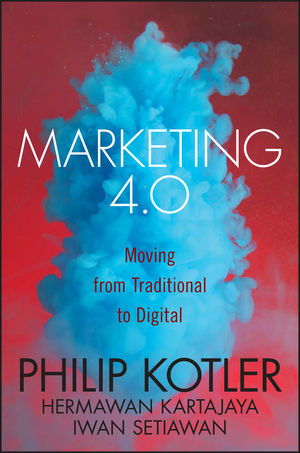 MARKETING
4.0
Moving
from Traditional
to Digital
PHILIP KOTLER
HERMAWAN KARTAJAYA
IWAN SETIAWAN